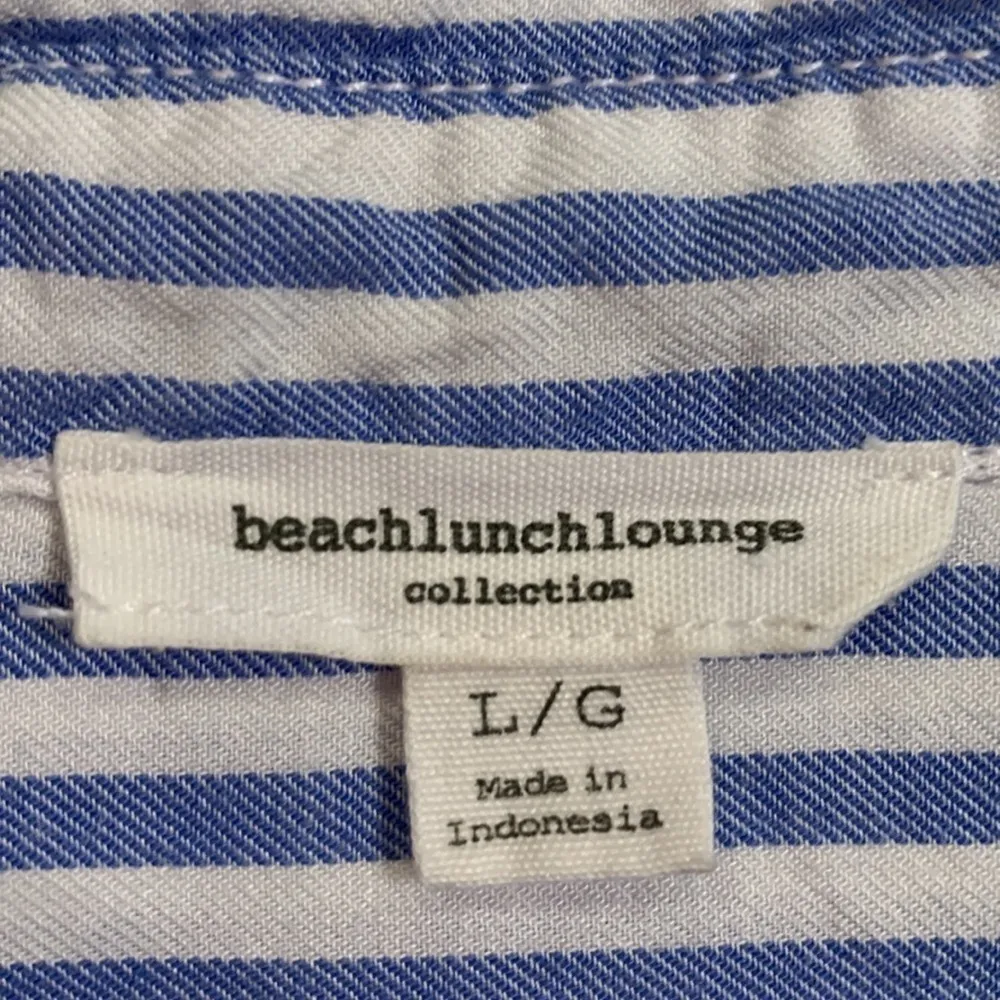 beachlunchlounge
collection
L/G
Made in
Indonesia